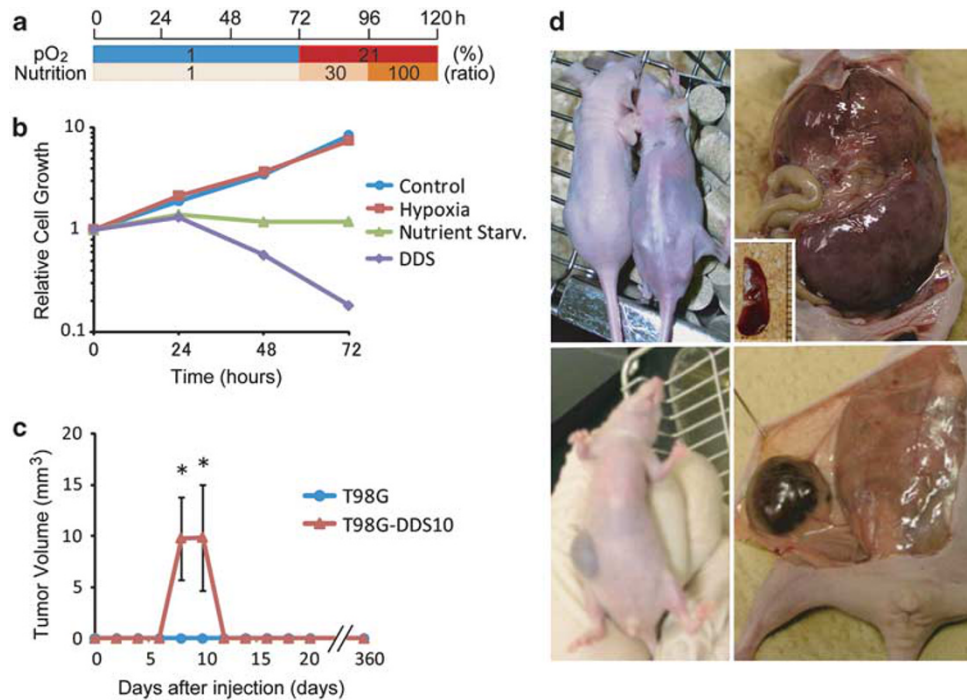 a
0 24 48 72 96 120 h
pO2 1 21 (%)
Nutrition 1 30 100 (ratio)
b
Relative Cell Growth
10
1
0.1
0 24 48 72
Time (hours)
Control
Hypoxia
Nutrient Starv.
DDS
c
Tumor Volume (mm³)
20
15
10
5
0
* *
0 5 10 15 20 360
Days after injection (days)
T98G
T98G-DDS10
d